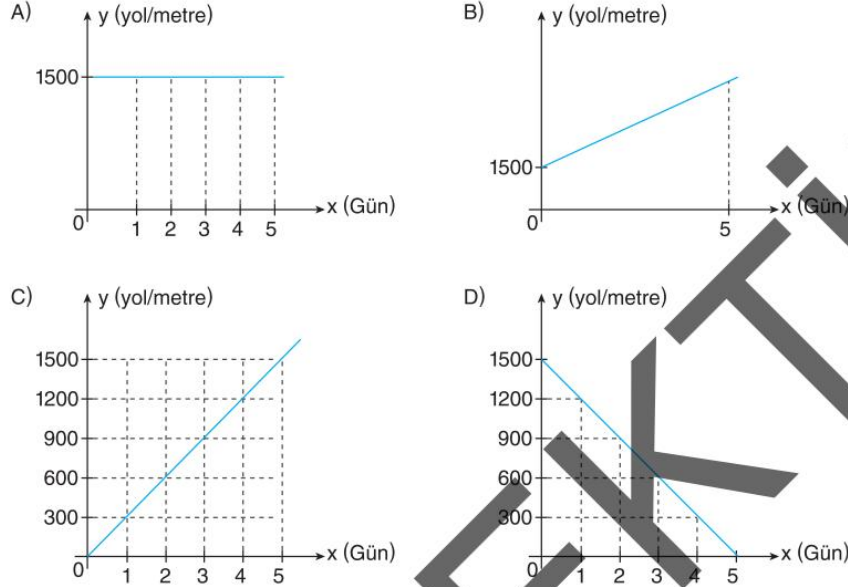 A) y (yol/metre)
1500
0 1 2 3 4 5 x (Gün)
B) y (yol/metre)
1500
0 5 x (Gün)
C) y (yol/metre)
1500
1200
900
600
300
0 1 2 3 4 5 x (Gün)
D) y (yol/metre)
1500
1200
900
600
300
0 1 2 3 4 5 x (Gün)